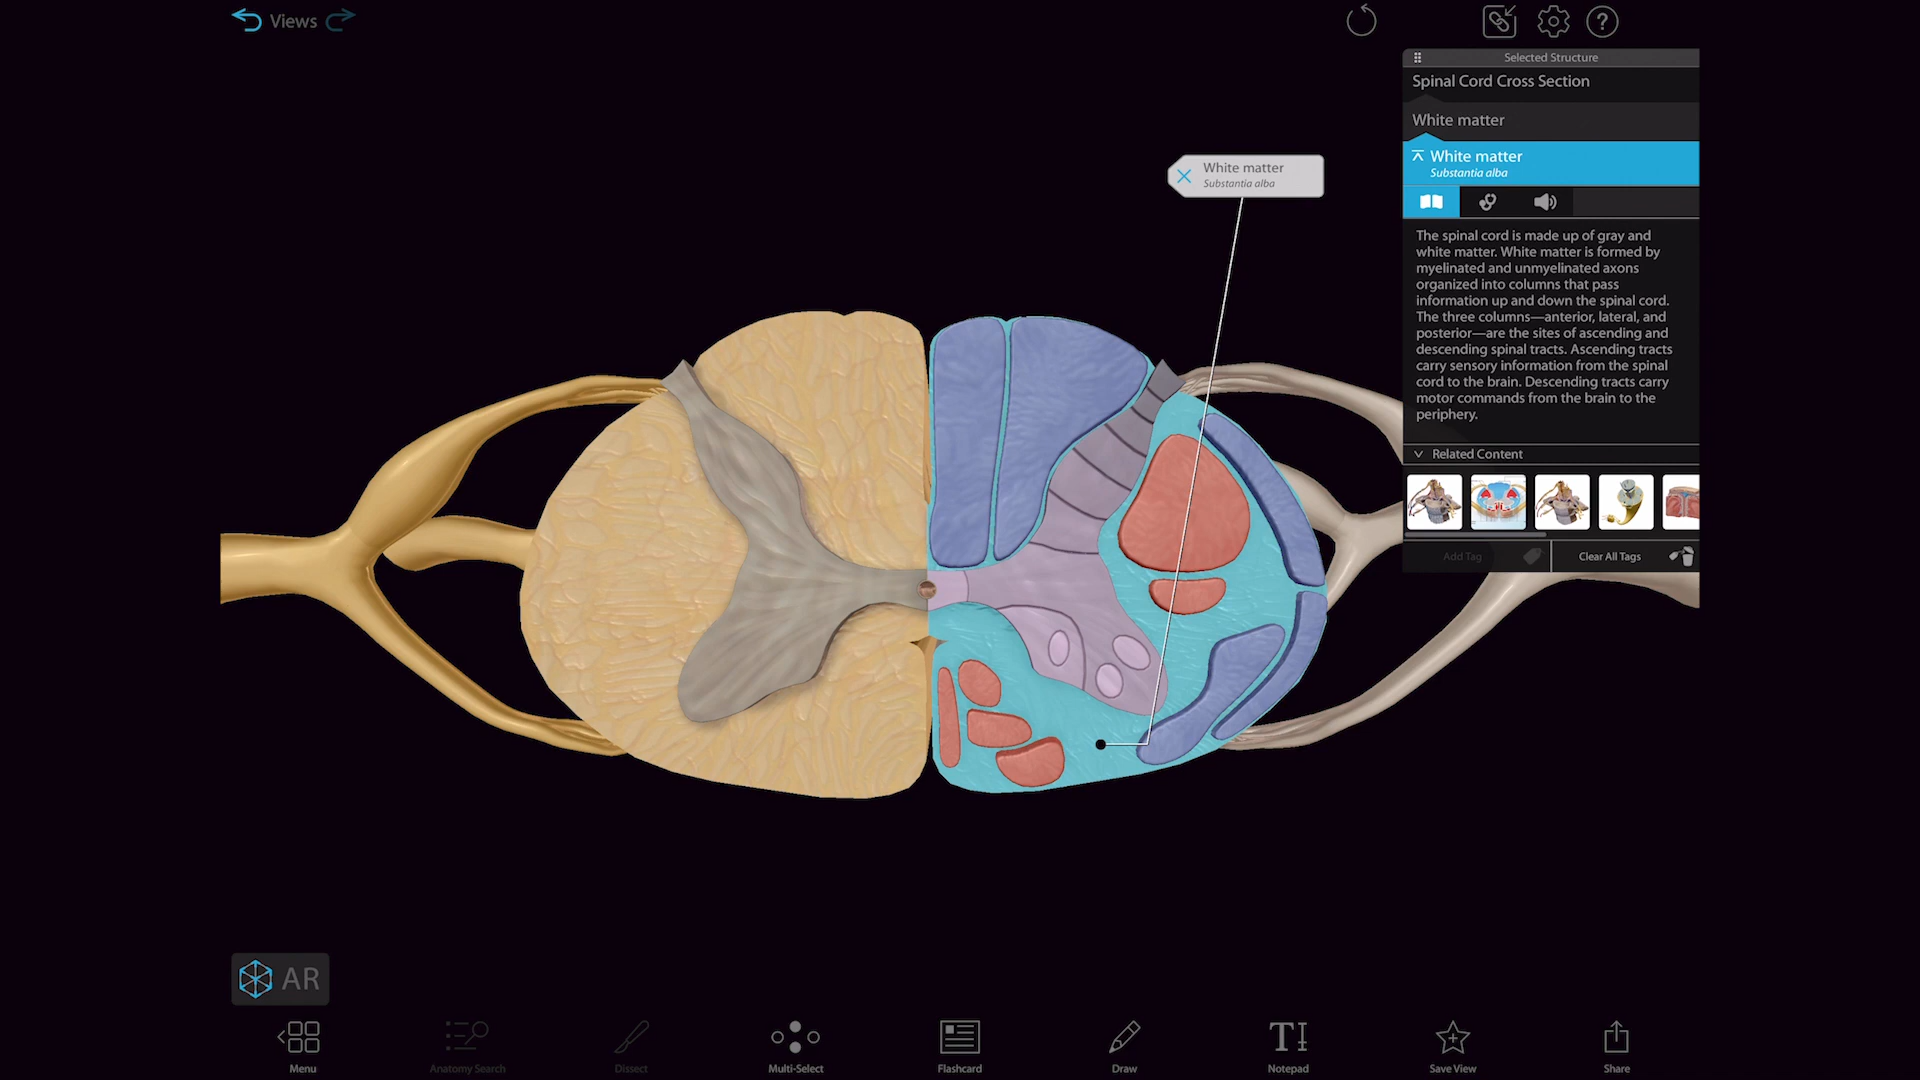 Views
Selected Structure
Spinal Cord Cross Section
White matter
White matter
Substantia alba
White matter
Substantia alba
The spinal cord is made up of gray and
white matter. White matter is formed by
myelinated and unmyelinated axons
organized into columns that pass
information up and down the spinal cord.
The three columns—anterior, lateral, and
posterior—are the sites of ascending and
descending spinal tracts. Ascending tracts
carry sensory information from the spinal
cord to the brain. Descending tracts carry
motor commands from the brain to the
periphery.
Related Content
Add Tag
Clear All Tags
AR
Menu
Anatomy Search
Dissect
Multi-Select
Flashcard
Draw
Notepad
Save View
Share